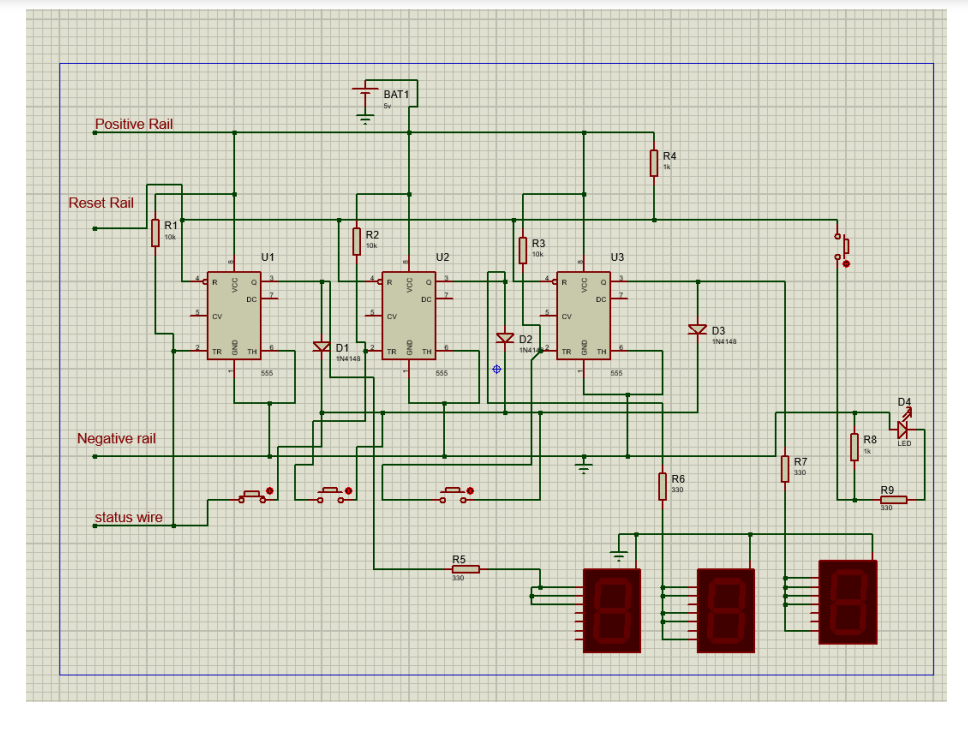 BAT1
5v
Positive Rail
R4
1k
Reset Rail
R1
10k
R2
10k
R3
10k
U1
U2
U3
8
8
8
4
R
VCC
Q
3
DC
7
5
CV
2
TR
GND
TH
6
1
555
4
R
VCC
Q
3
DC
7
5
CV
2
TR
GND
TH
6
1
555
4
R
VCC
Q
3
DC
7
5
CV
2
TR
GND
TH
6
1
555
D1
1N4148
D2
1N414
D3
1N4148
D4
LED
Negative rail
R8
1k
R7
330
R6
330
R9
330
status wire
R5
330